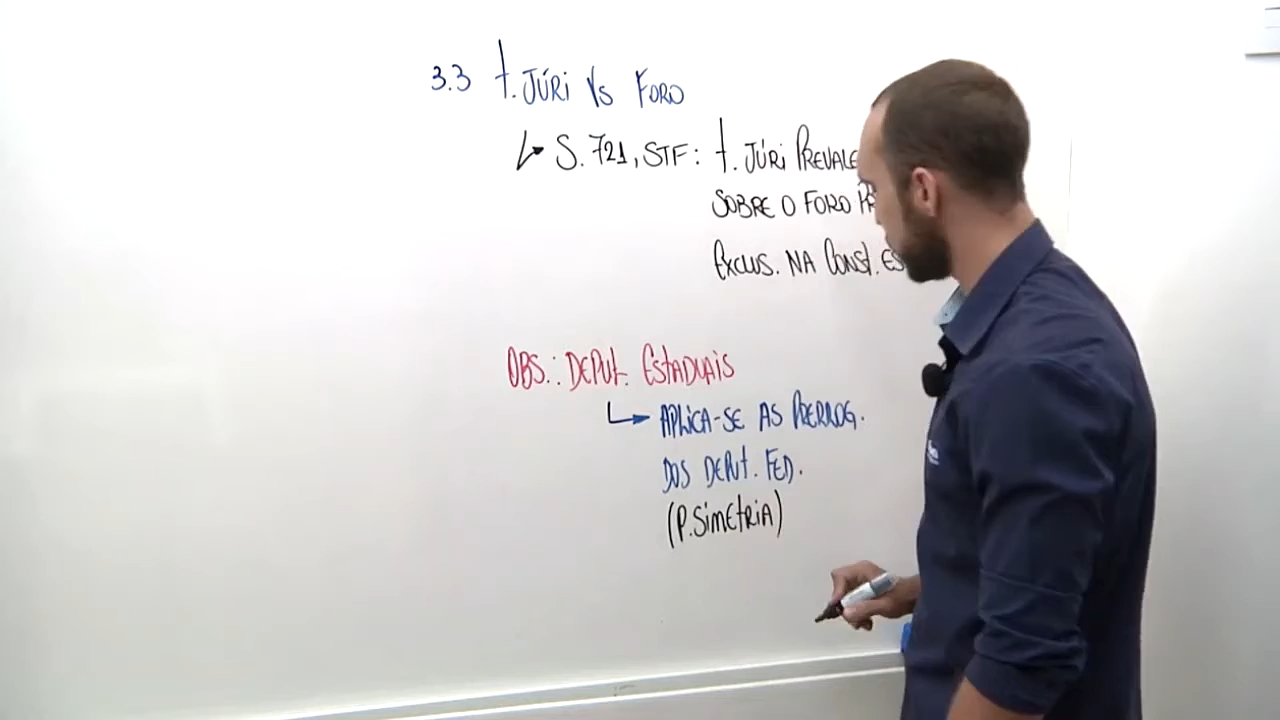 3.3 T. JÚRI VS FORO
S. 721, STF: T. JÚRI PREVALE
SOBRE O FORO
EXCLUS. NA CONST. ES
OBS.: DEPUT. ESTADUAIS
APLICA-SE AS PRERROG.
DOS DEPUT. FED.
(P. SIMETRIA)